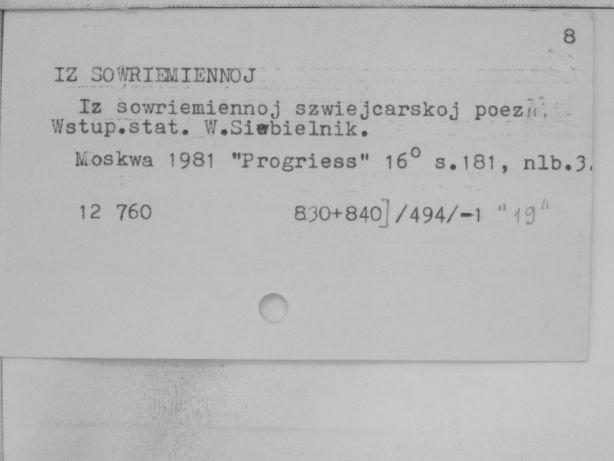 8
IZ SOWRIEMIENNOJ
Iz sowriemiennoj szwiejcarskoj poezii.
Wstup.stat. W.Siebielnik.
Moskwa 1981 "Progriess" 16° s.181, nlb.3.
12 760 830+840]/494/-1 "19"